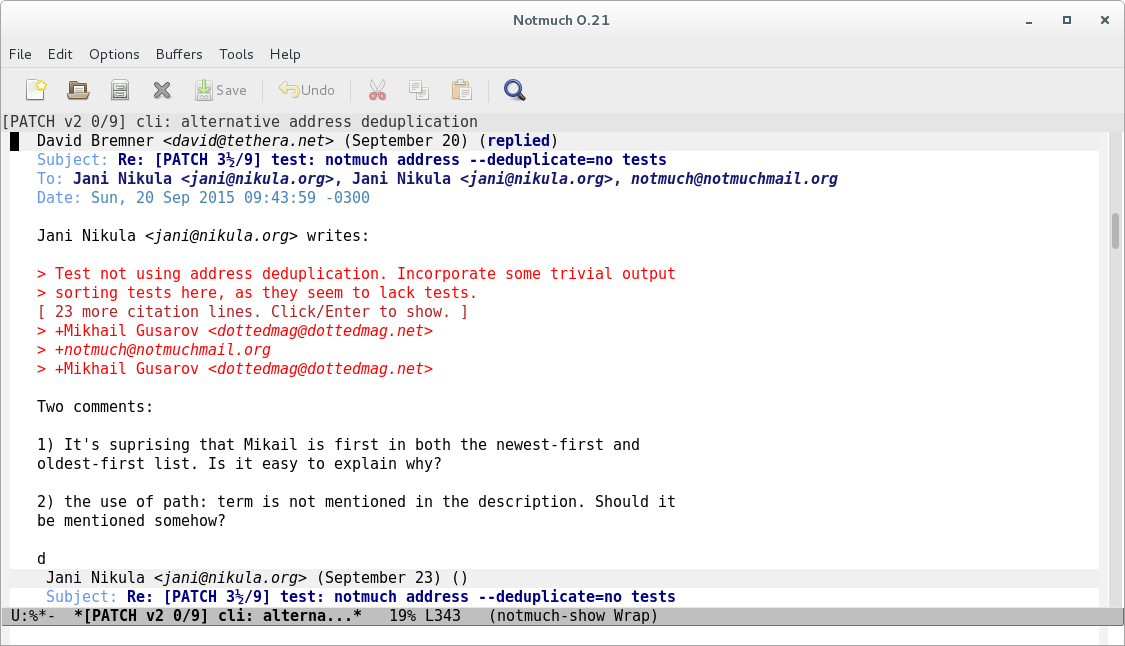 Notmuch 0.21
File Edit Options Buffers Tools Help
Save Undo
[PATCH v2 0/9] cli: alternative address deduplication
David Bremner <david@tethera.net> (September 20) (replied)
Subject: Re: [PATCH 3½/9] test: notmuch address --deduplicate=no tests
To: Jani Nikula <jani@nikula.org>, Jani Nikula <jani@nikula.org>, notmuch@notmuchmail.org
Date: Sun, 20 Sep 2015 09:43:59 -0300
Jani Nikula <jani@nikula.org> writes:
> Test not using address deduplication. Incorporate some trivial output
> sorting tests here, as they seem to lack tests.
[ 23 more citation lines. Click/Enter to show. ]
> +Mikhail Gusarov <dottedmag@dottedmag.net>
> +notmuch@notmuchmail.org
> +Mikhail Gusarov <dottedmag@dottedmag.net>
Two comments:
1) It's suprising that Mikail is first in both the newest-first and
oldest-first list. Is it easy to explain why?
2) the use of path: term is not mentioned in the description. Should it
be mentioned somehow?
d
Jani Nikula <jani@nikula.org> (September 23) ()
Subject: Re: [PATCH 3½/9] test: notmuch address --deduplicate=no tests
U:%*-  *[PATCH v2 0/9] cli: alterna...*   19% L343   (notmuch-show Wrap)